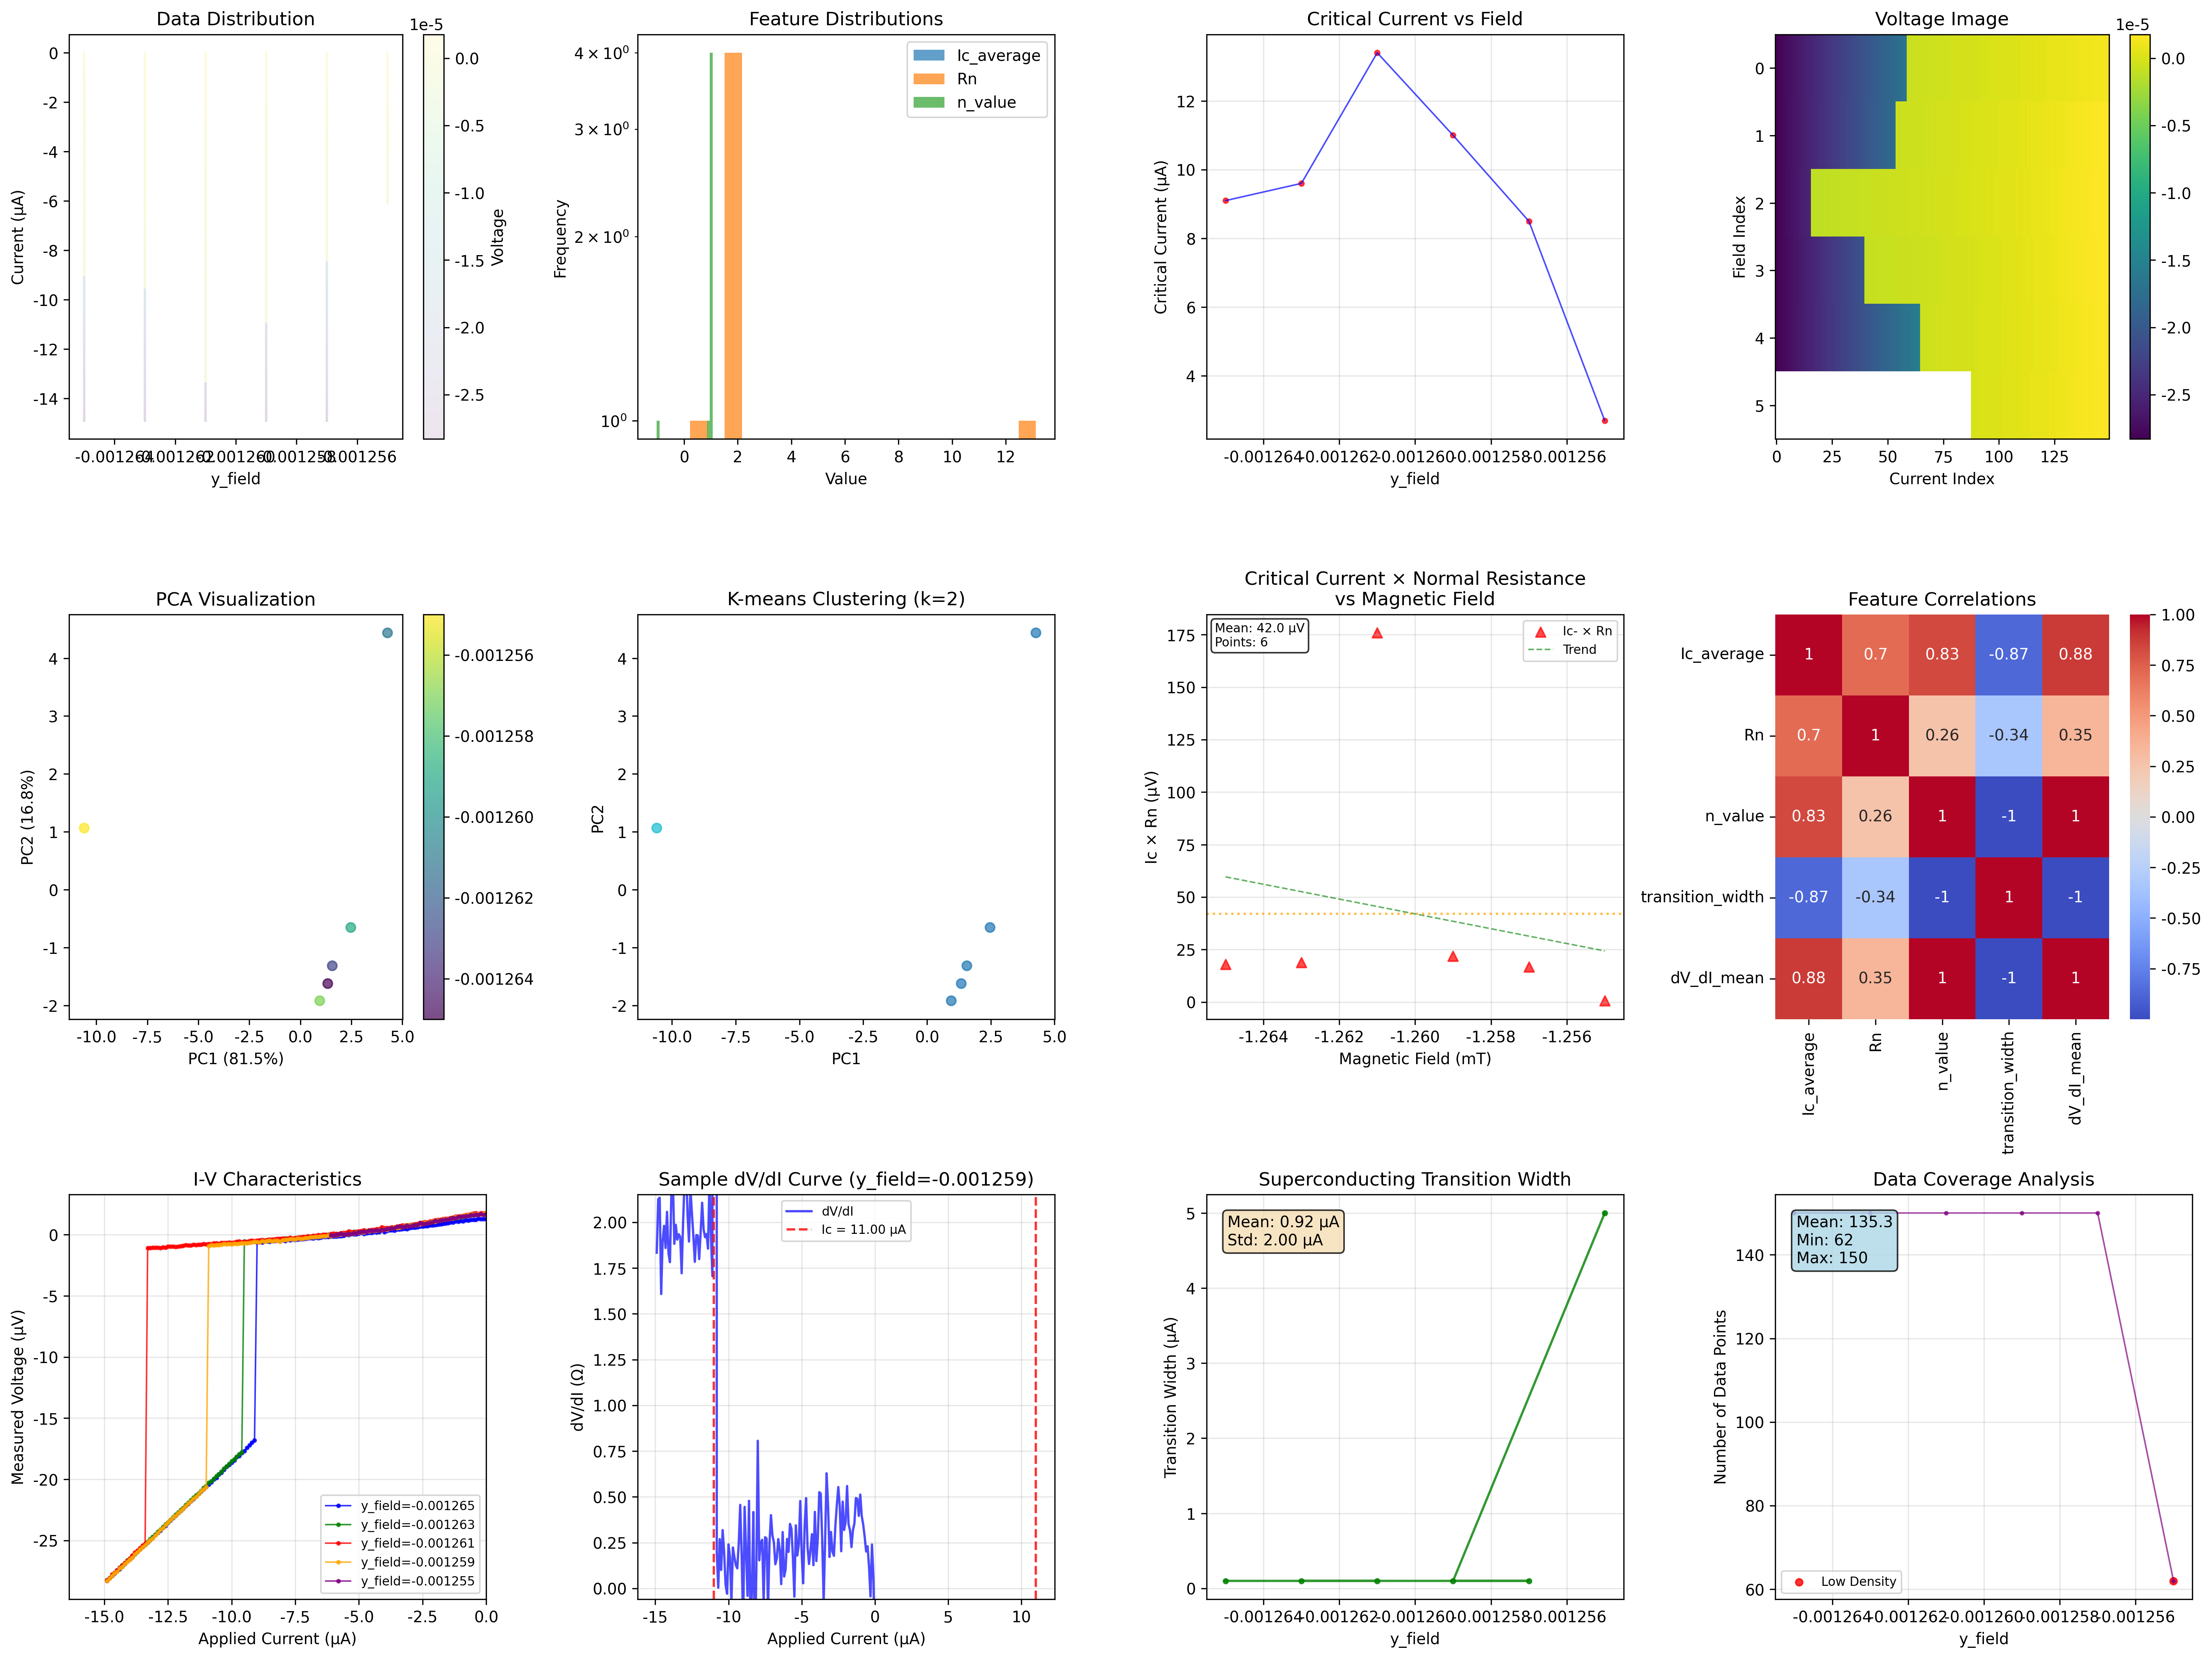 Data Distribution
1e-5
0
-2
-4
-6
-8
-10
-12
-14
Current (µA)
y_field
0.0
-0.5
-1.0
-1.5
-2.0
-2.5
Voltage
Feature Distributions
Ic_average
Rn
n_value
4 × 10⁰
3 × 10⁰
2 × 10⁰
10⁰
Frequency
0 2 4 6 8 10 12
Value
Critical Current vs Field
12
10
8
6
4
Critical Current (µA)
-0.001264 -0.001262 -0.001260 -0.001258 -0.001256
y_field
Voltage Image
1e-5
0
1
2
3
4
5
Field Index
0 25 50 75 100 125
Current Index
0.0
-0.5
-1.0
-1.5
-2.0
-2.5
PCA Visualization
4
3
2
1
0
-1
-2
PC2 (16.8%)
-10.0 -7.5 -5.0 -2.5 0.0 2.5 5.0
PC1 (81.5%)
-0.001256
-0.001258
-0.001260
-0.001262
-0.001264
K-means Clustering (k=2)
4
3
2
1
0
-1
-2
PC2
-10.0 -7.5 -5.0 -2.5 0.0 2.5 5.0
PC1
Critical Current × Normal Resistance
vs Magnetic Field
Mean: 42.0 µV
Points: 6
Ic- × Rn
Trend
175
150
125
100
75
50
25
0
Ic × Rn (µV)
-1.264 -1.262 -1.260 -1.258 -1.256
Magnetic Field (mT)
Feature Correlations
Ic_average 1 0.7 0.83 -0.87 0.88
Rn 0.7 1 0.26 -0.34 0.35
n_value 0.83 0.26 1 -1 1
transition_width -0.87 -0.34 -1 1 -1
dV_dI_mean 0.88 0.35 1 -1 1
Ic_average Rn n_value transition_width dV_dI_mean
1.00
0.75
0.50
0.25
0.00
-0.25
-0.50
-0.75
I-V Characteristics
0
-5
-10
-15
-20
-25
Measured Voltage (µV)
y_field=-0.001265
y_field=-0.001263
y_field=-0.001261
y_field=-0.001259
y_field=-0.001255
-15.0 -12.5 -10.0 -7.5 -5.0 -2.5 0.0
Applied Current (µA)
Sample dV/dI Curve (y_field=-0.001259)
dV/dI
Ic = 11.00 µA
2.00
1.75
1.50
1.25
1.00
0.75
0.50
0.25
0.00
dV/dI (Ω)
-15 -10 -5 0 5 10
Applied Current (µA)
Superconducting Transition Width
Mean: 0.92 µA
Std: 2.00 µA
5
4
3
2
1
0
Transition Width (µA)
-0.001264 -0.001262 -0.001260 -0.001258 -0.001256
y_field
Data Coverage Analysis
Mean: 135.3
Min: 62
Max: 150
140
120
100
80
60
Number of Data Points
Low Density
-0.001264 -0.001262 -0.001260 -0.001258 -0.001256
y_field